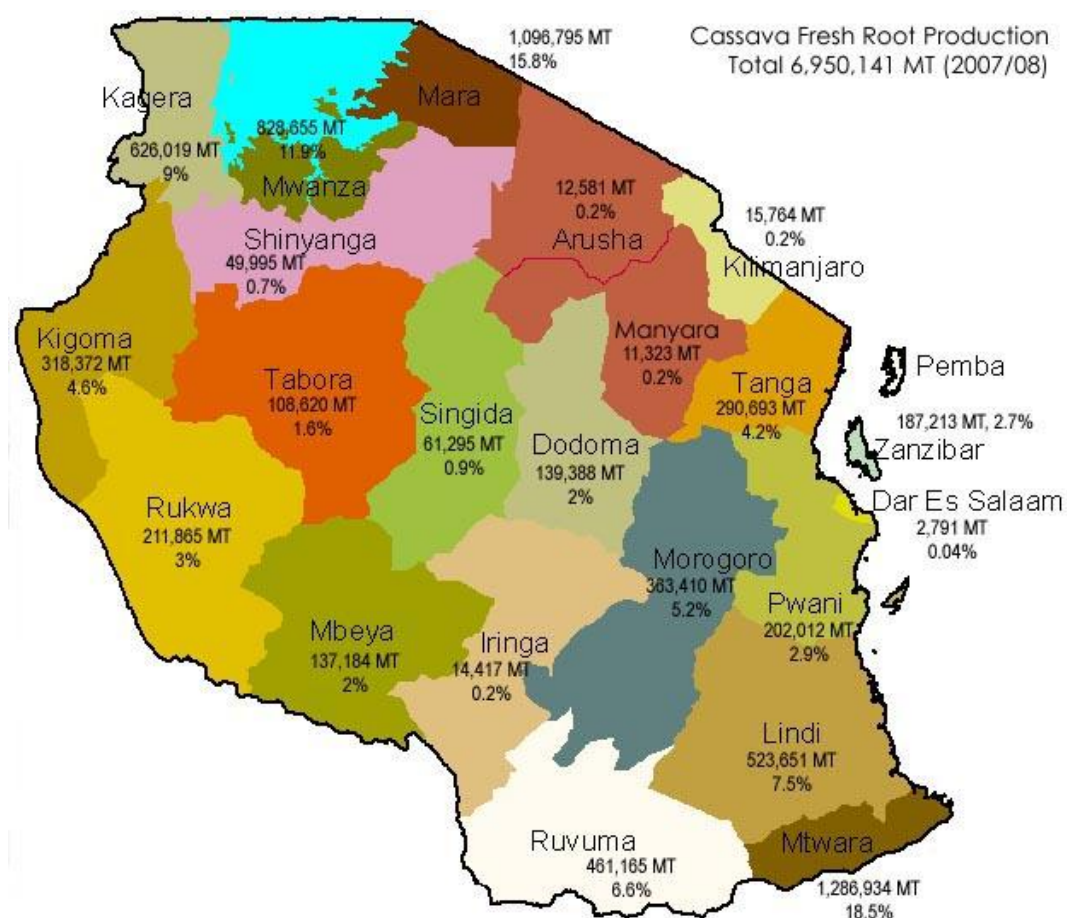 Cassava Fresh Root Production
Total 6,950,141 MT (2007/08)
1,096,795 MT
15.8%
Mara
Kagera
626,019 MT
9%
828,655 MT
11.9%
Mwanza
12,581 MT
0.2%
Arusha
15,764 MT
0.2%
Kilimanjaro
Shinyanga
49,995 MT
0.7%
Kigoma
318,372 MT
4.6%
Tabora
108,620 MT
1.6%
Singida
61,295 MT
0.9%
Manyara
11,323 MT
0.2%
Tanga
290,693 MT
4.2%
Pemba
187,213 MT, 2.7%
Zanzibar
Dodoma
139,388 MT
2%
Dar Es Salaam
2,791 MT
0.04%
Rukwa
211,865 MT
3%
Morogoro
363,410 MT
5.2%
Pwani
202,012 MT
2.9%
Mbeya
137,184 MT
2%
Iringa
14,417 MT
0.2%
Lindi
523,651 MT
7.5%
Ruvuma
461,165 MT
6.6%
Mtwara
1,286,934 MT
18.5%